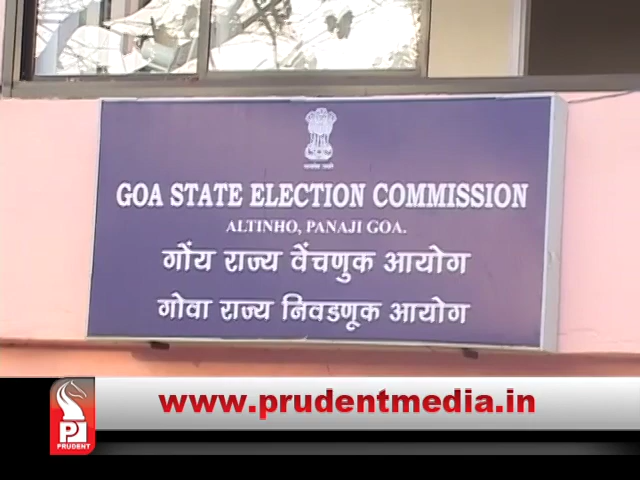 GOA STATE ELECTION COMMISSION
ALTINHO, PANAJI GOA.
गोंय राज्य वेंचणुक आयोग
गोवा राज्य निवडणूक आयोग
www.prudentmedia.in
P
PRUDENT